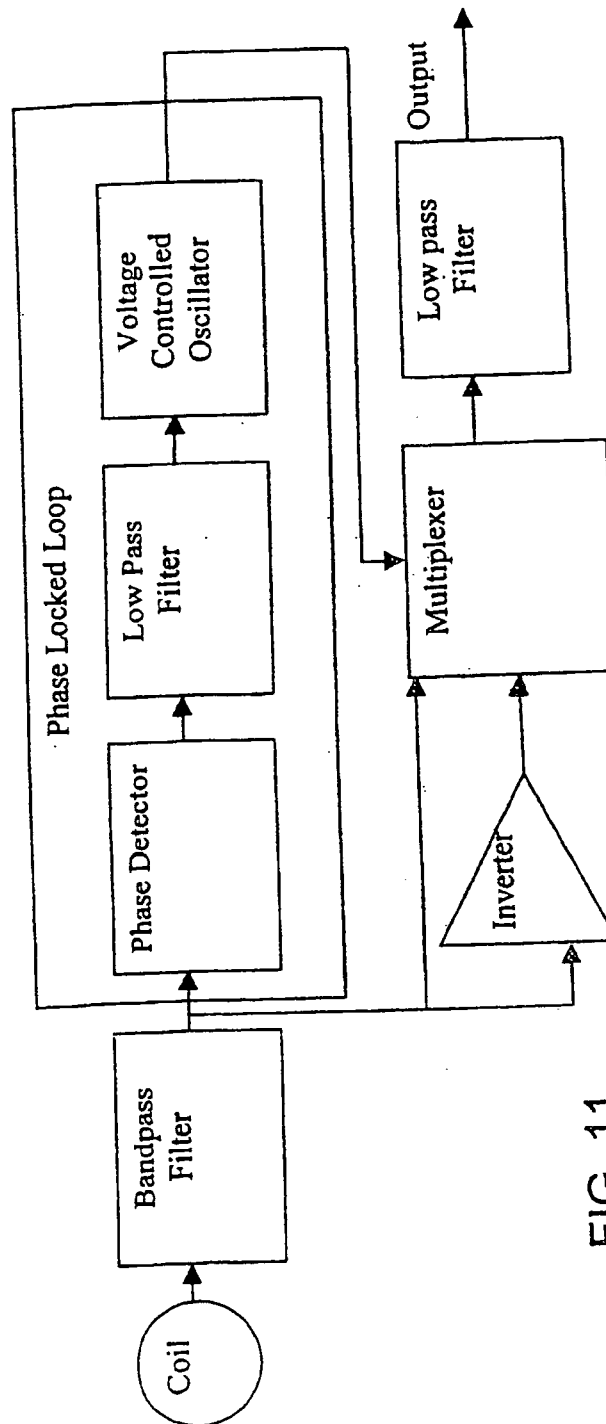 Coil
Bandpass
Filter
Phase Locked Loop
Phase Detector
Low Pass
Filter
Voltage
Controlled
Oscillator
Inverter
Multiplexer
Low pass
Filter
Output
FIG. 11